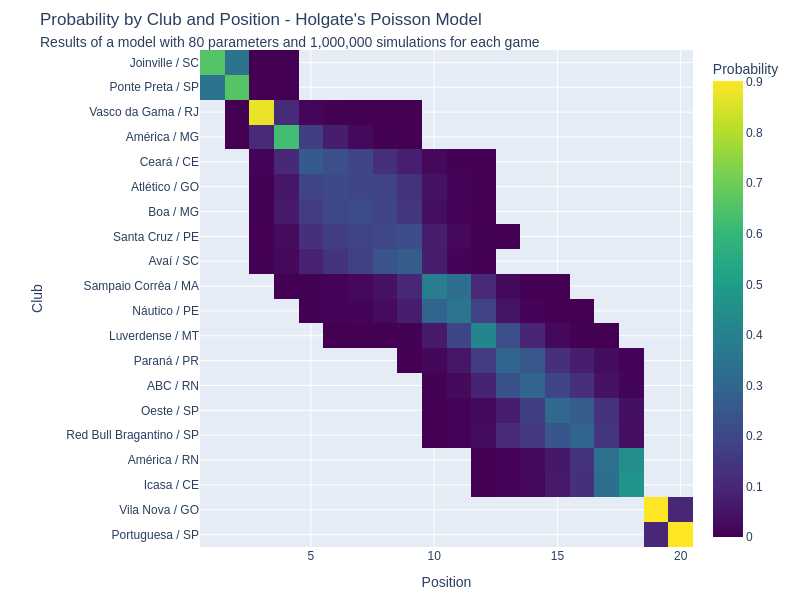 Probability by Club and Position - Holgate's Poisson Model
Results of a model with 80 parameters and 1,000,000 simulations for each game
Joinville / SC
Ponte Preta / SP
Vasco da Gama / RJ
América / MG
Ceará / CE
Atlético / GO
Boa / MG
Santa Cruz / PE
Avaí / SC
Sampaio Corrêa / MA
Náutico / PE
Luverdense / MT
Paraná / PR
ABC / RN
Oeste / SP
Red Bull Bragantino / SP
América / RN
Icasa / CE
Vila Nova / GO
Portuguesa / SP
Club
5
10
15
20
Position
Probability
0.9
0.8
0.7
0.6
0.5
0.4
0.3
0.2
0.1
0